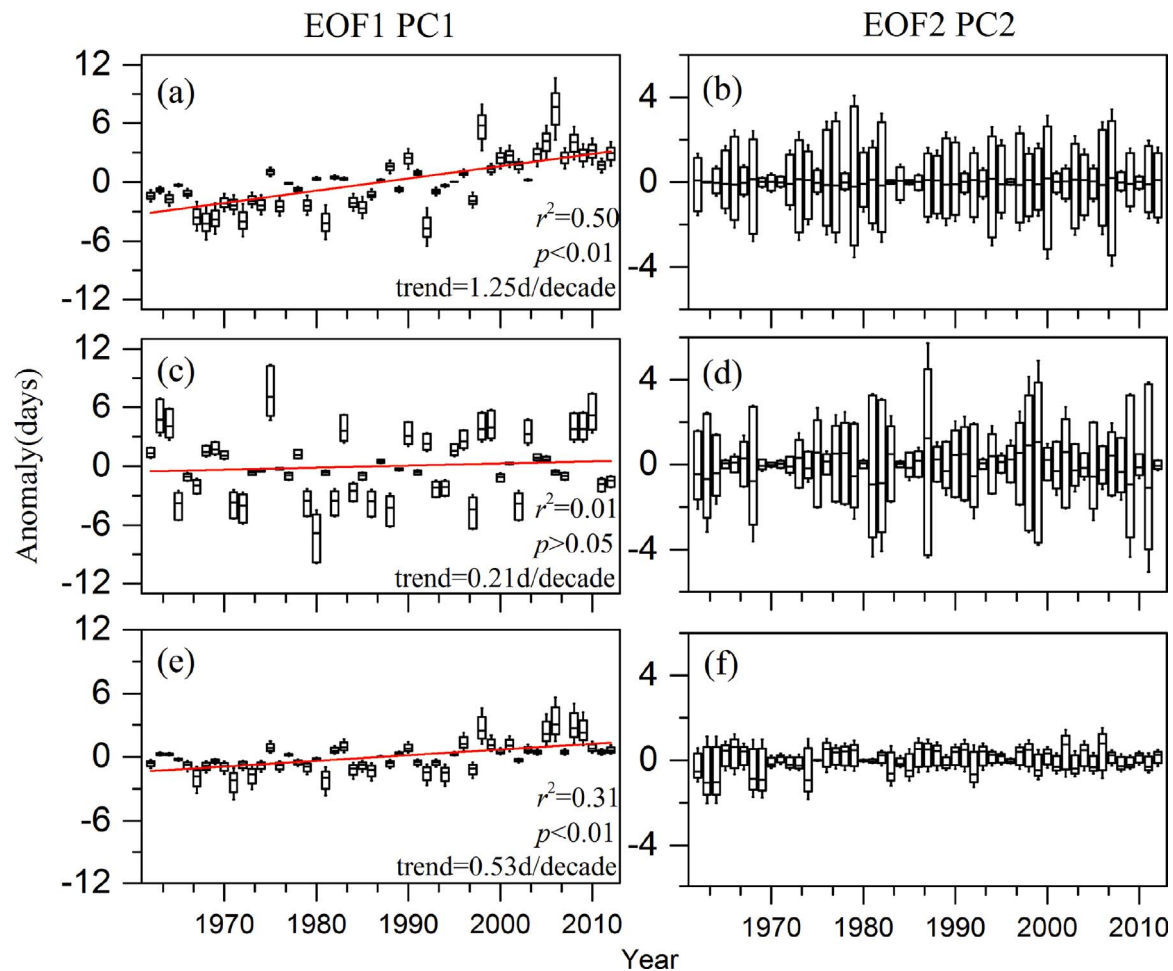 EOF1 PC1
EOF2 PC2
Anomaly(days)
12
6
0
-6
-12
(a)
r²=0.50
p<0.01
trend=1.25d/decade
4
0
-4
(b)
12
6
0
-6
-12
(c)
r²=0.01
p>0.05
trend=0.21d/decade
4
0
-4
(d)
12
6
0
-6
-12
(e)
r²=0.31
p<0.01
trend=0.53d/decade
4
0
-4
(f)
1970 1980 1990 2000 2010
1970 1980 1990 2000 2010
Year